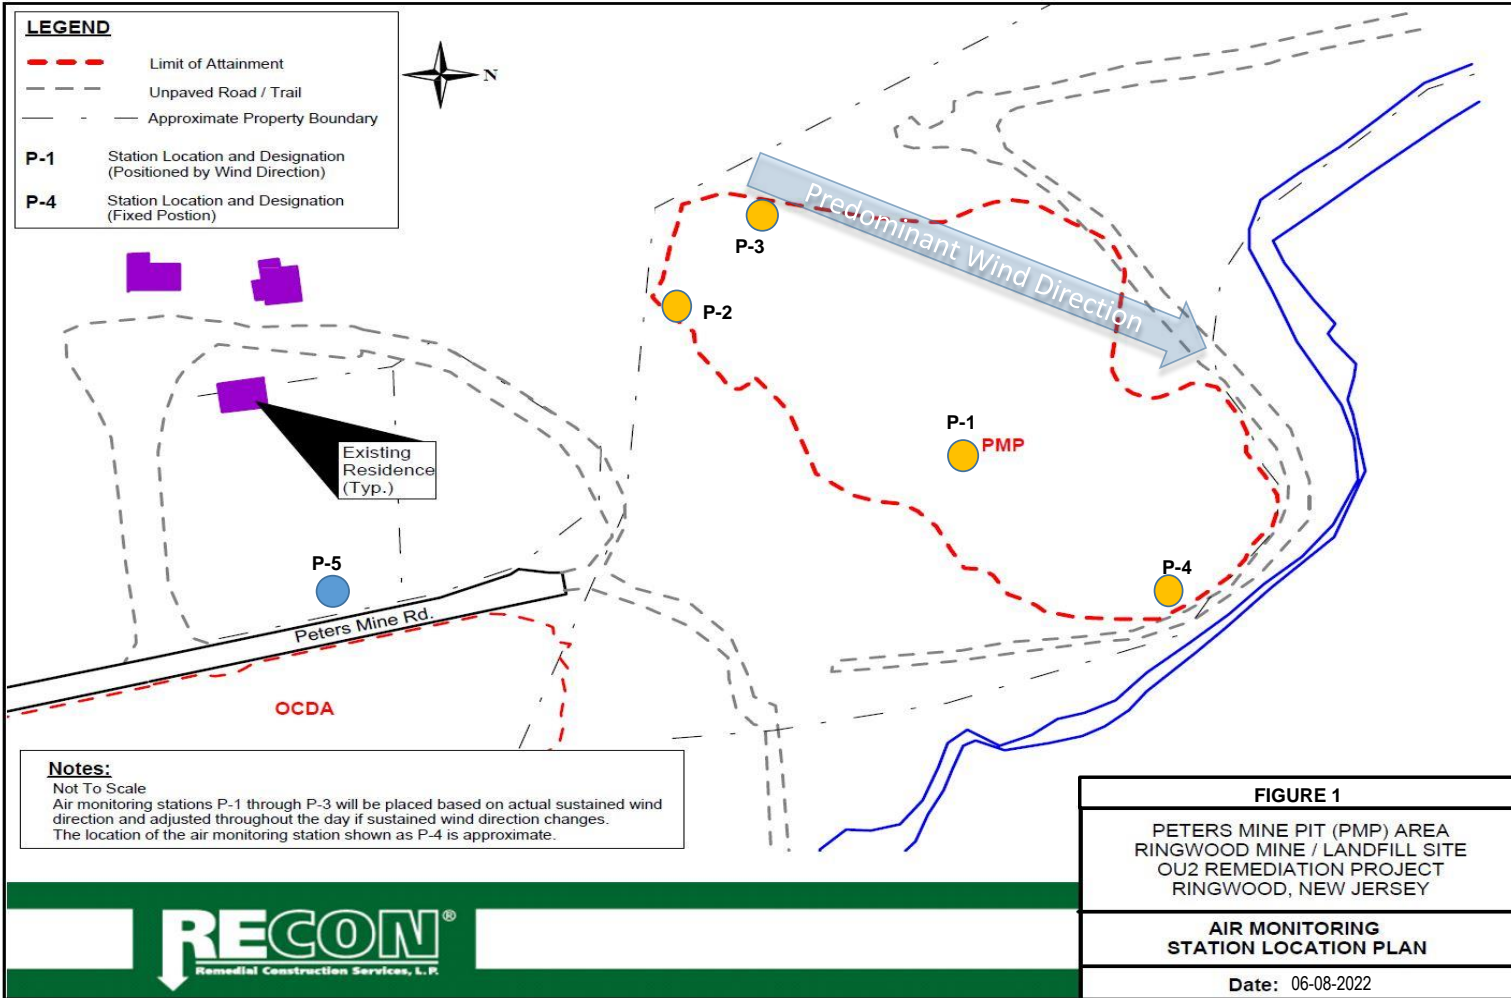 LEGEND
Limit of Attainment
Unpaved Road / Trail
Approximate Property Boundary
P-1 Station Location and Designation
(Positioned by Wind Direction)
P-4 Station Location and Designation
(Fixed Postion)
N
Predominant Wind Direction
P-3
P-2
P-1
PMP
Existing
Residence
(Typ.)
P-5
P-4
Peters Mine Rd.
OCDA
Notes:
Not To Scale
Air monitoring stations P-1 through P-3 will be placed based on actual sustained wind
direction and adjusted throughout the day if sustained wind direction changes.
The location of the air monitoring station shown as P-4 is approximate.
FIGURE 1
PETERS MINE PIT (PMP) AREA
RINGWOOD MINE / LANDFILL SITE
OU2 REMEDIATION PROJECT
RINGWOOD, NEW JERSEY
AIR MONITORING
STATION LOCATION PLAN
Date: 06-08-2022
RECON®
Remedial Construction Services, L.P.